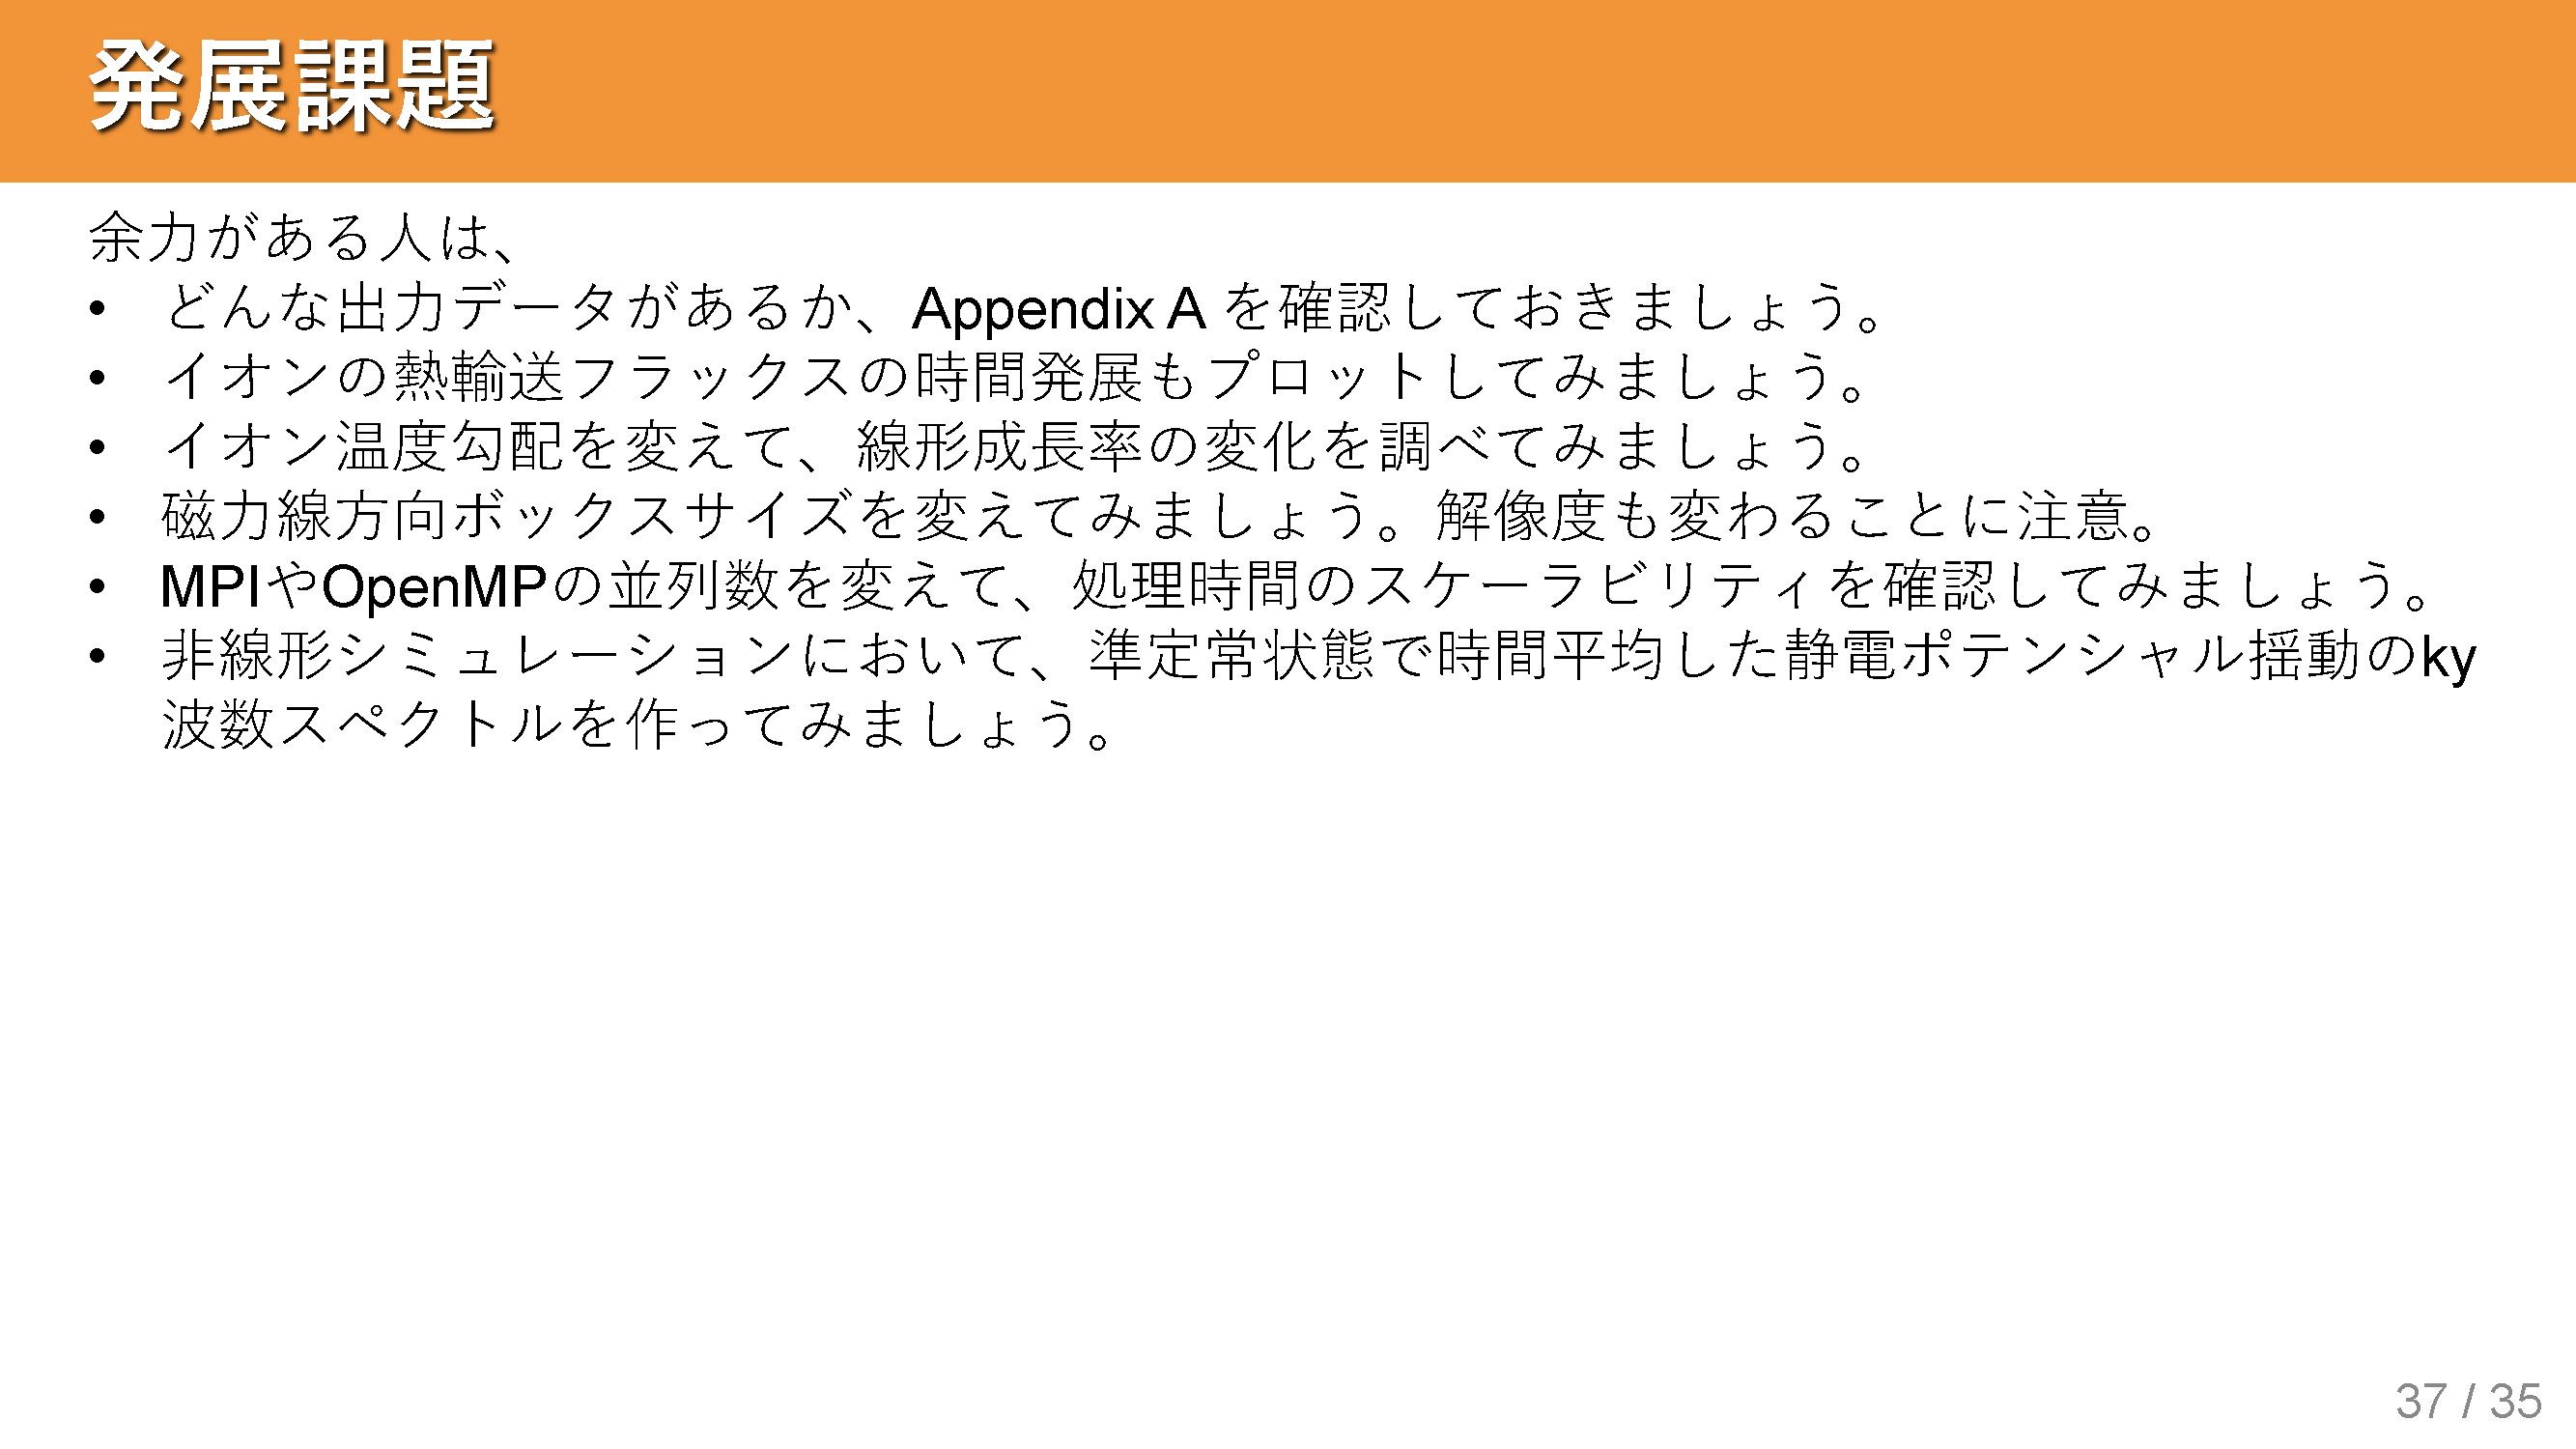 発展課題
余力がある人は、
• どんな出力データがあるか、Appendix A を確認しておきましょう。
• イオンの熱輸送フラックスの時間発展もプロットしてみましょう。
• イオン温度勾配を変えて、線形成長率の変化を調べてみましょう。
• 磁力線方向ボックスサイズを変えてみましょう。解像度も変わることに注意。
• MPIやOpenMPの並列数を変えて、処理時間のスケーラビリティを確認してみましょう。
• 非線形シミュレーションにおいて、準定常状態で時間平均した静電ポテンシャル揺動のky
波数スペクトルを作ってみましょう。
37 / 35